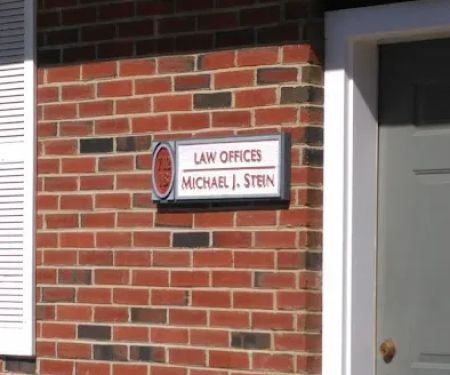 LAW OFFICES
MICHAEL J. STEIN